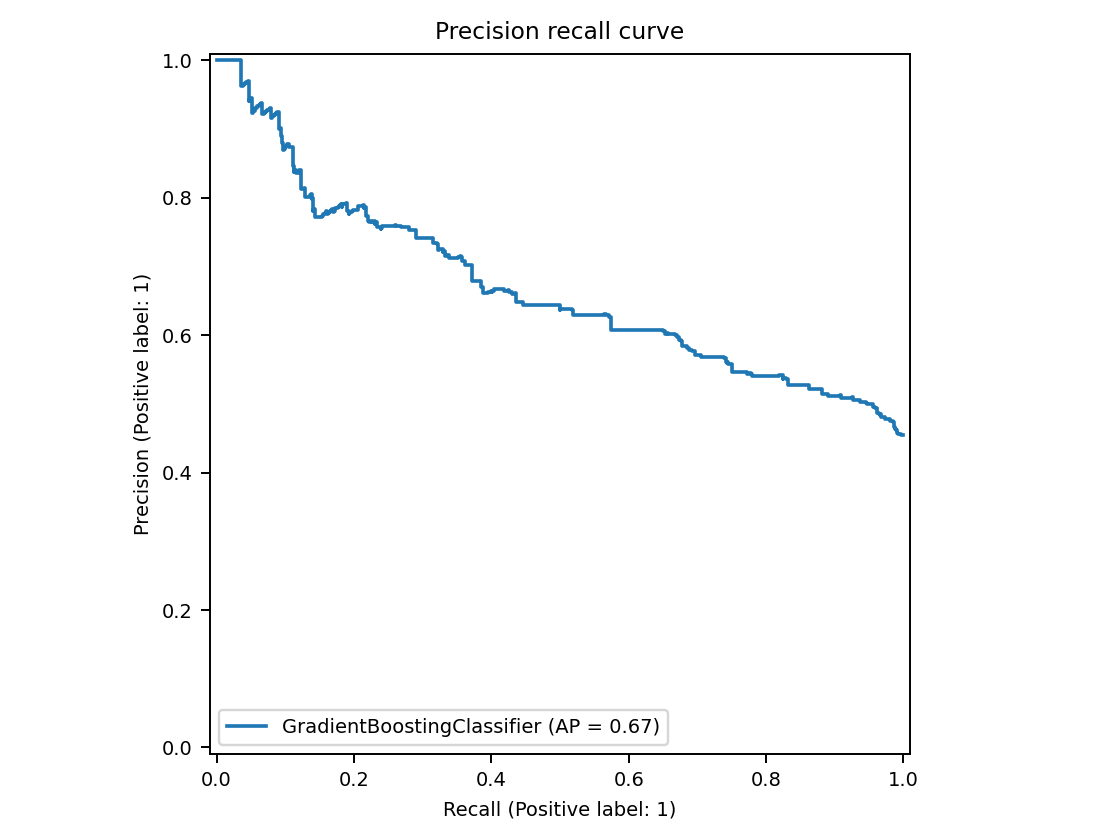 Precision recall curve
1.0
0.8
0.6
0.4
0.2
0.0
Precision (Positive label: 1)
GradientBoostingClassifier (AP = 0.67)
0.0 0.2 0.4 0.6 0.8 1.0
Recall (Positive label: 1)